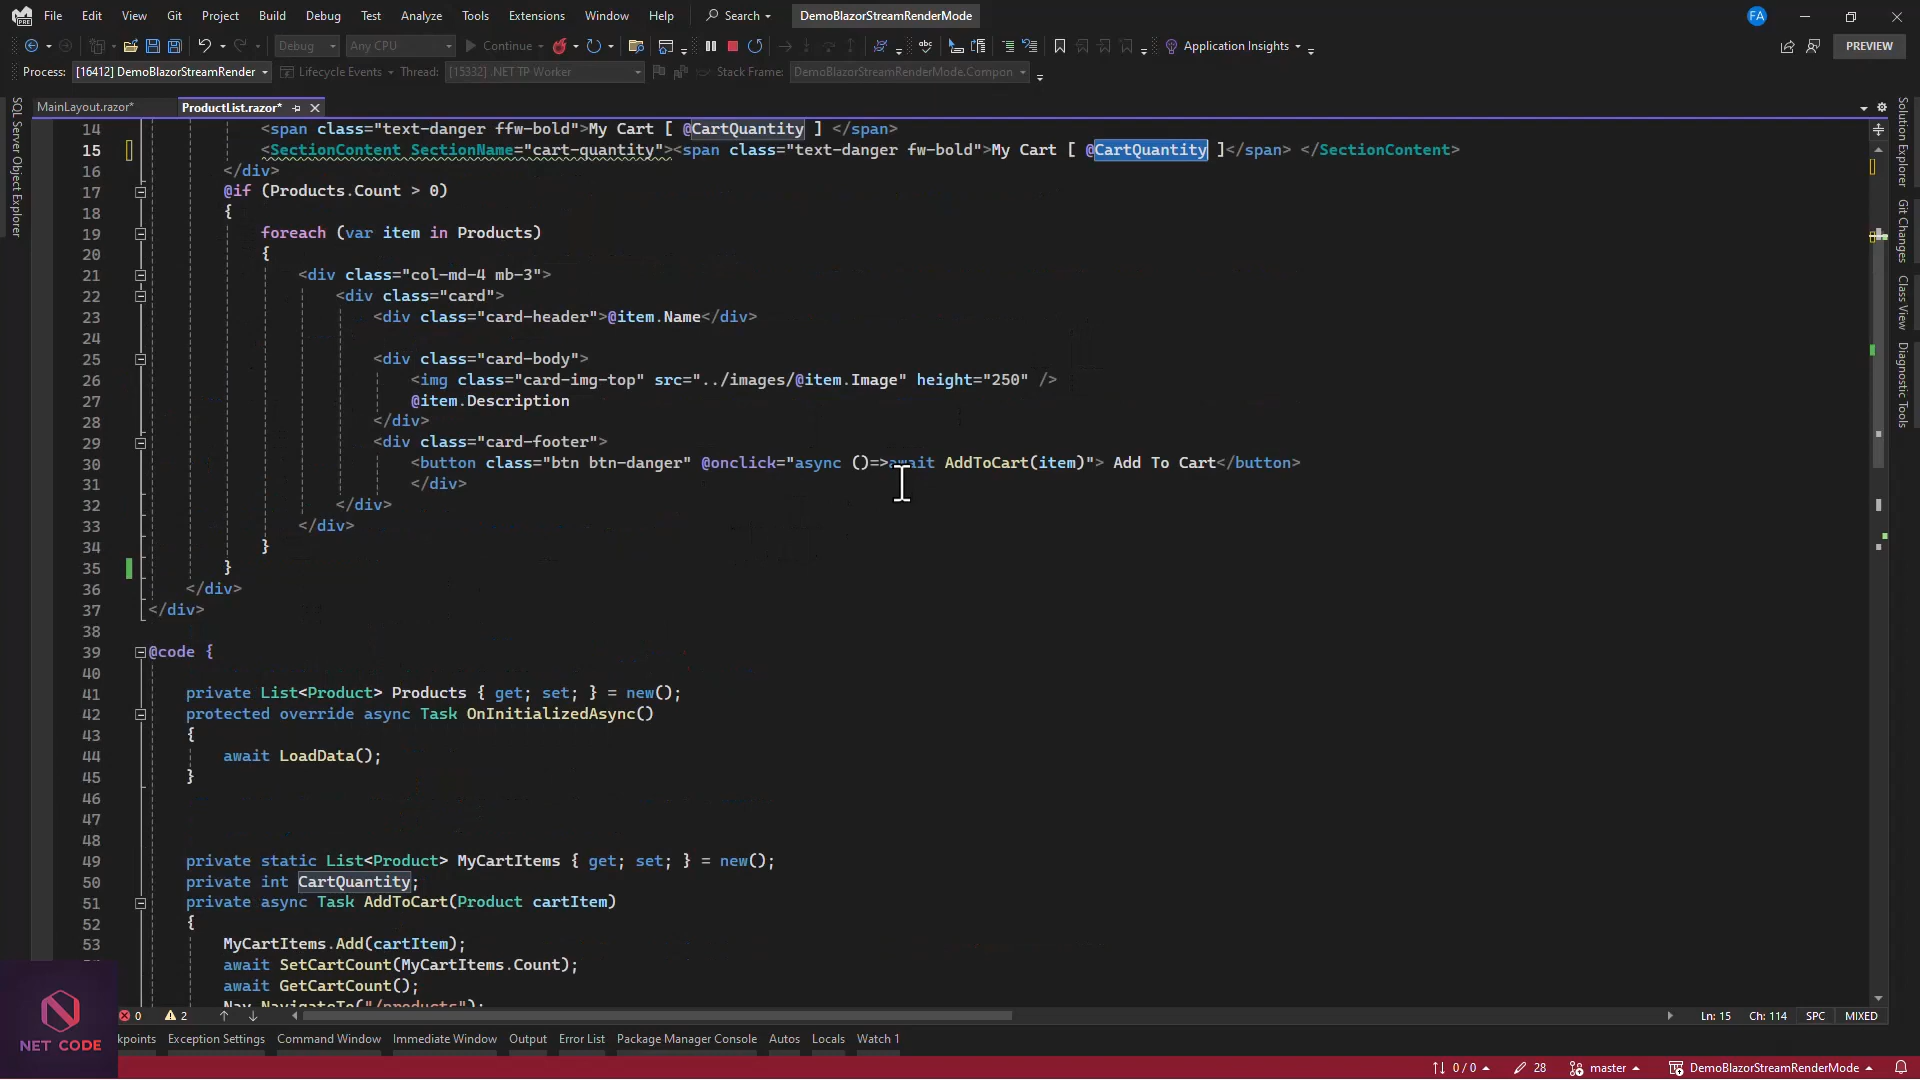 File Edit View Git Project Build Debug Test Analyze Tools Extensions Window Help Search DemoBlazorStreamRenderMode FA
Debug Any CPU Continue Application Insights PREVIEW
Process: [16412] DemoBlazorStreamRender Lifecycle Events Thread: [15332] .NET TP Worker Stack Frame: DemoBlazorStreamRenderMode.Compon
MainLayout.razor* ProductList.razor*
SQL Server Object Explorer
Solution Explorer
Git Changes
Class View
Diagnostic Tools
14 <span class="text-danger ffw-bold">My Cart [ @CartQuantity ] </span>
15 <SectionContent SectionName="cart-quantity"><span class="text-danger fw-bold">My Cart [ @CartQuantity ]</span> </SectionContent>
16 </div>
17 @if (Products.Count > 0)
18 {
19 foreach (var item in Products)
20 {
21 <div class="col-md-4 mb-3">
22 <div class="card">
23 <div class="card-header">@item.Name</div>
24
25 <div class="card-body">
26 <img class="card-img-top" src="../images/@item.Image" height="250" />
27 @item.Description
28 </div>
29 <div class="card-footer">
30 <button class="btn btn-danger" @onclick="async ()=>await AddToCart(item)"> Add To Cart</button>
31 </div>
32 </div>
33 </div>
34 }
35 }
36 </div>
37 </div>
38
39 @code {
40
41 private List<Product> Products { get; set; } = new();
42 protected override async Task OnInitializedAsync()
43 {
44 await LoadData();
45 }
46
47
48
49 private static List<Product> MyCartItems { get; set; } = new();
50 private int CartQuantity;
51 private async Task AddToCart(Product cartItem)
52 {
53 MyCartItems.Add(cartItem);
await SetCartCount(MyCartItems.Count);
await GetCartCount();
Nav.NavigateTo("/products");
0 2 Ln: 15 Ch: 114 SPC MIXED
NET CODE
kpoints Exception Settings Command Window Immediate Window Output Error List Package Manager Console Autos Locals Watch 1
0 / 0 28 master DemoBlazorStreamRenderMode